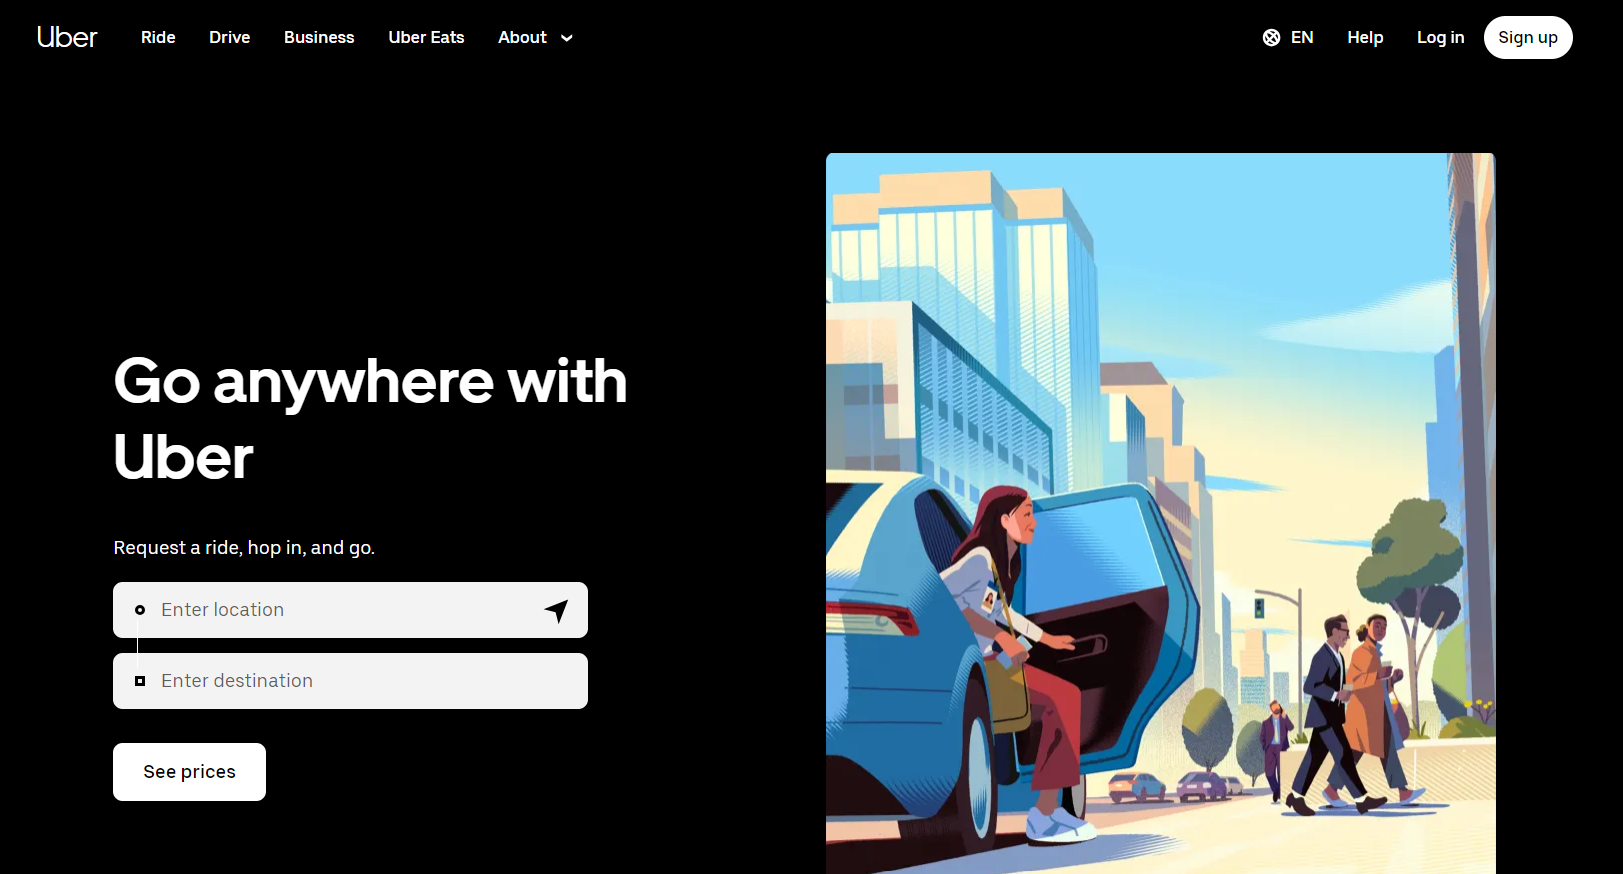 Uber Ride Drive Business Uber Eats About EN Help Log in Sign up
Go anywhere with
Uber
Request a ride, hop in, and go.
Enter location
Enter destination
See prices